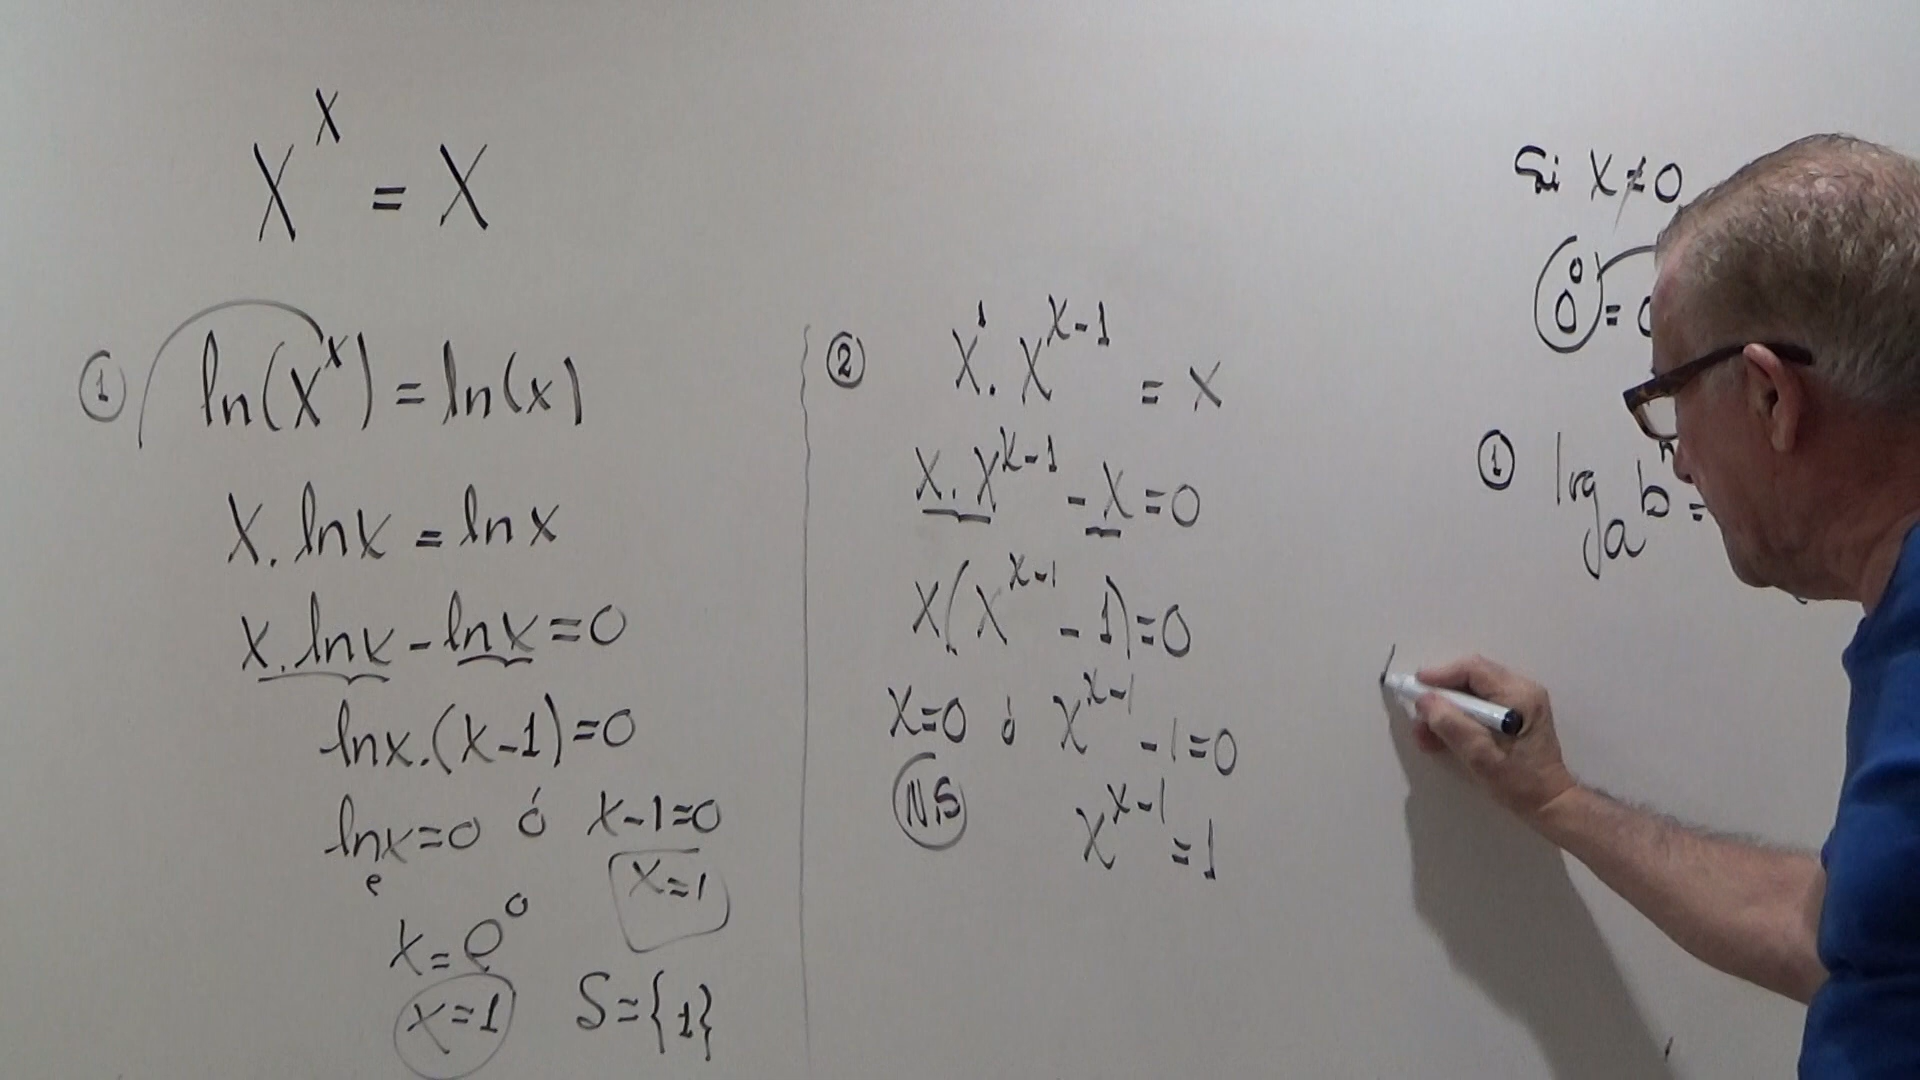 x^x = x
① ln(x^x) = ln(x)
x. ln x = ln x
x. ln x - ln x = 0
ln x.(x-1) = 0
ln x = 0 ó x-1=0
e
x=1
x = e^0
x=1 S={1}
② x^1 . x^{x-1} = x
x. x^{x-1} - x = 0
x(x^{x-1} - 1) = 0
x=0 ó x^{x-1} - 1 = 0
NS
x^{x-1} = 1
Si x≠0
0^0 =
① log_a b =